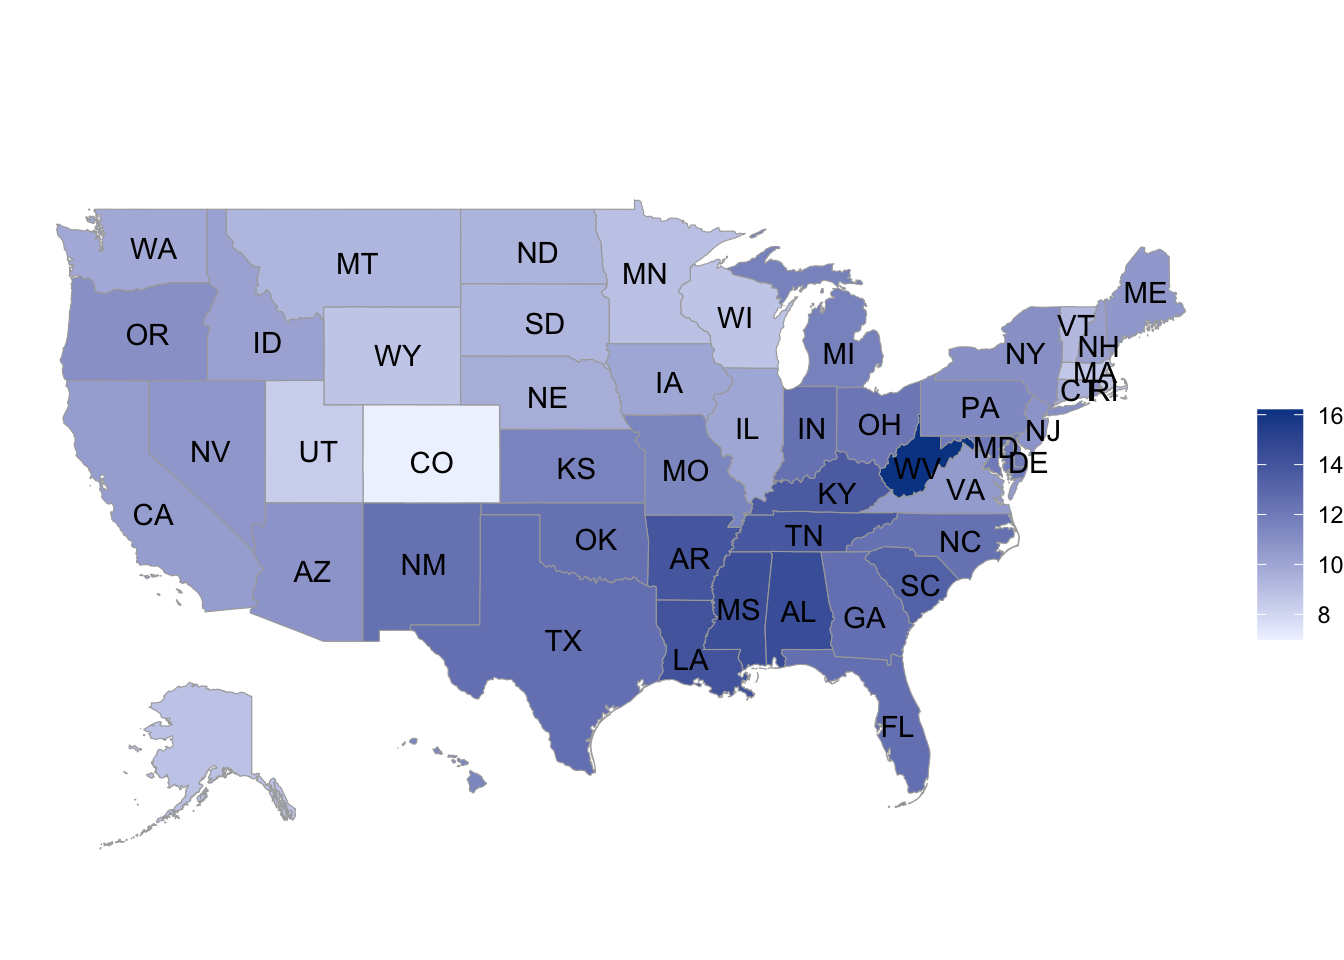 WA
MT
ND
MN
ME
OR
ID
SD
WI
VT
NH
WY
MI
NY
MA
IA
CT
RI
NE
PA
NV
UT
CO
IL
IN
OH
NJ
MD
KS
MO
WV
DE
CA
KY
VA
AZ
NM
OK
AR
TN
NC
SC
TX
MS
AL
GA
LA
FL
16
14
12
10
8